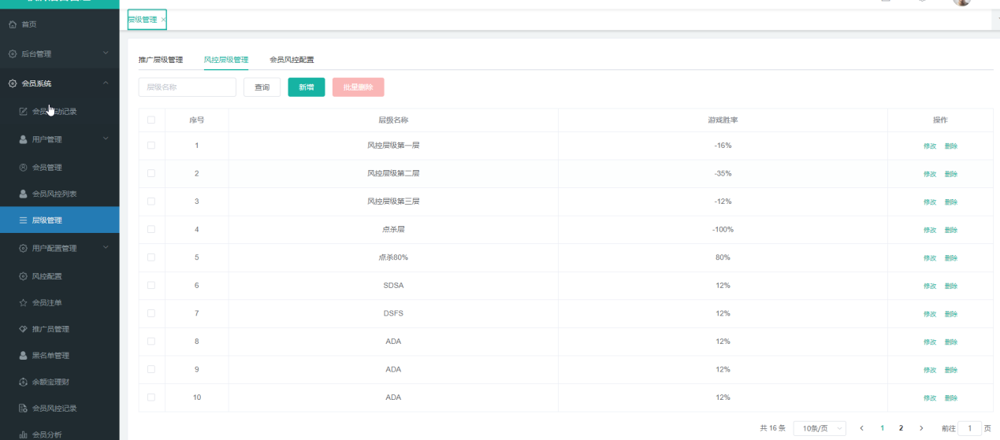 首页
层级管理 ×
后台管理
会员系统
会员
动记录
用户管理
会员管理
会员风控列表
层级管理
用户配置管理
风控配置
会员注单
推广员管理
黑名单管理
余额宝理财
会员风控记录
会员分析
推广层级管理 风控层级管理 会员风控配置
层级名称 查询 新增 批量删除
序号 层级名称 游戏胜率 操作
1 风控层级第一层 -16% 修改 删除
2 风控层级第二层 -35% 修改 删除
3 风控层级第三层 -12% 修改 删除
4 点杀层 -100% 修改 删除
5 点杀80% 80% 修改 删除
6 SDSA 12% 修改 删除
7 DSFS 12% 修改 删除
8 ADA 12% 修改 删除
9 ADA 12% 修改 删除
10 ADA 12% 修改 删除
共 16 条 10条/页 < 1 2 > 前往 1 页